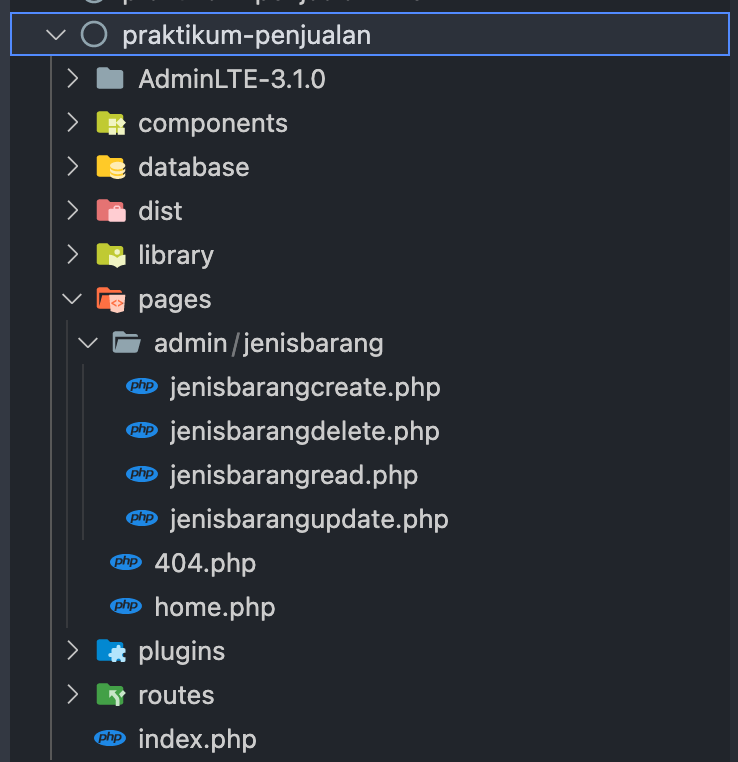 praktikum-penjualan
AdminLTE-3.1.0
components
database
dist
library
pages
admin/jenisbarang
php jenisbarangcreate.php
php jenisbarangdelete.php
php jenisbarangread.php
php jenisbarangupdate.php
php 404.php
php home.php
plugins
routes
php index.php